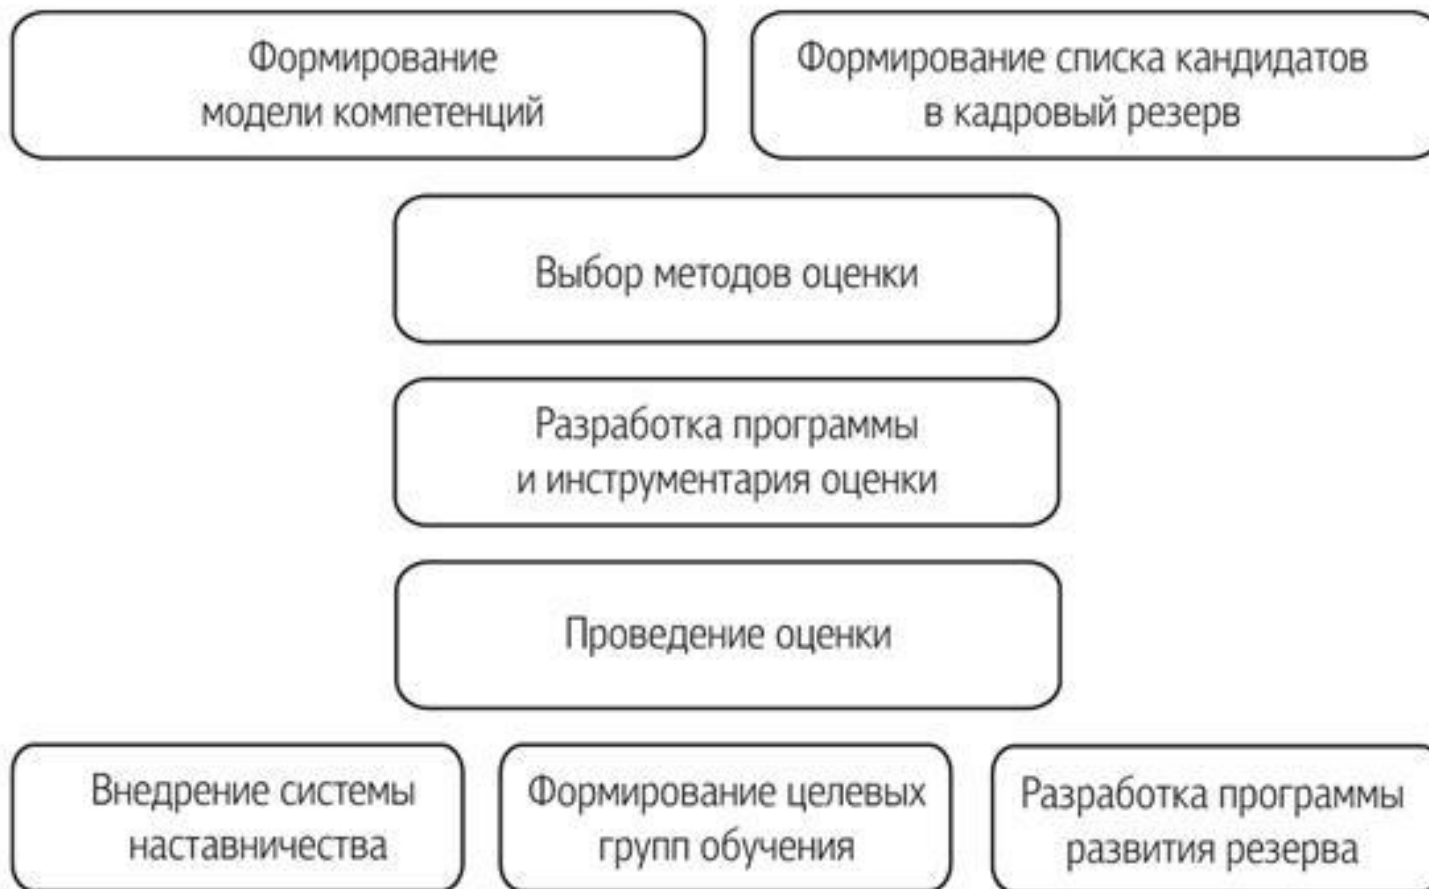 Формирование
модели компетенций
Формирование списка кандидатов
в кадровый резерв
Выбор методов оценки
Разработка программы
и инструментария оценки
Проведение оценки
Внедрение системы
наставничества
Формирование целевых
групп обучения
Разработка программы
развития резерва